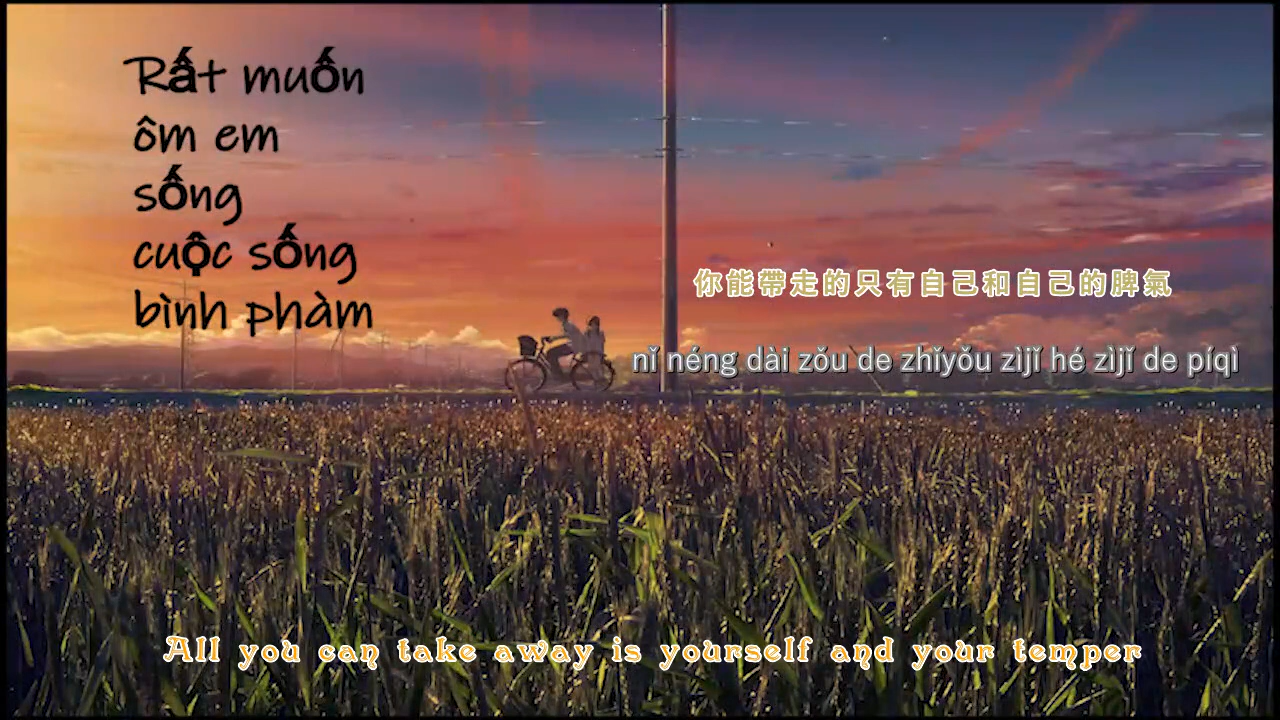 Rất muốn
ôm em
sống
cuộc sống
bình phàm
你能帶走的只有自己和自己的脾氣
nǐ néng dài zǒu de zhǐyǒu zìjǐ hé zìjǐ de píqì
All you can take away is yourself and your temper